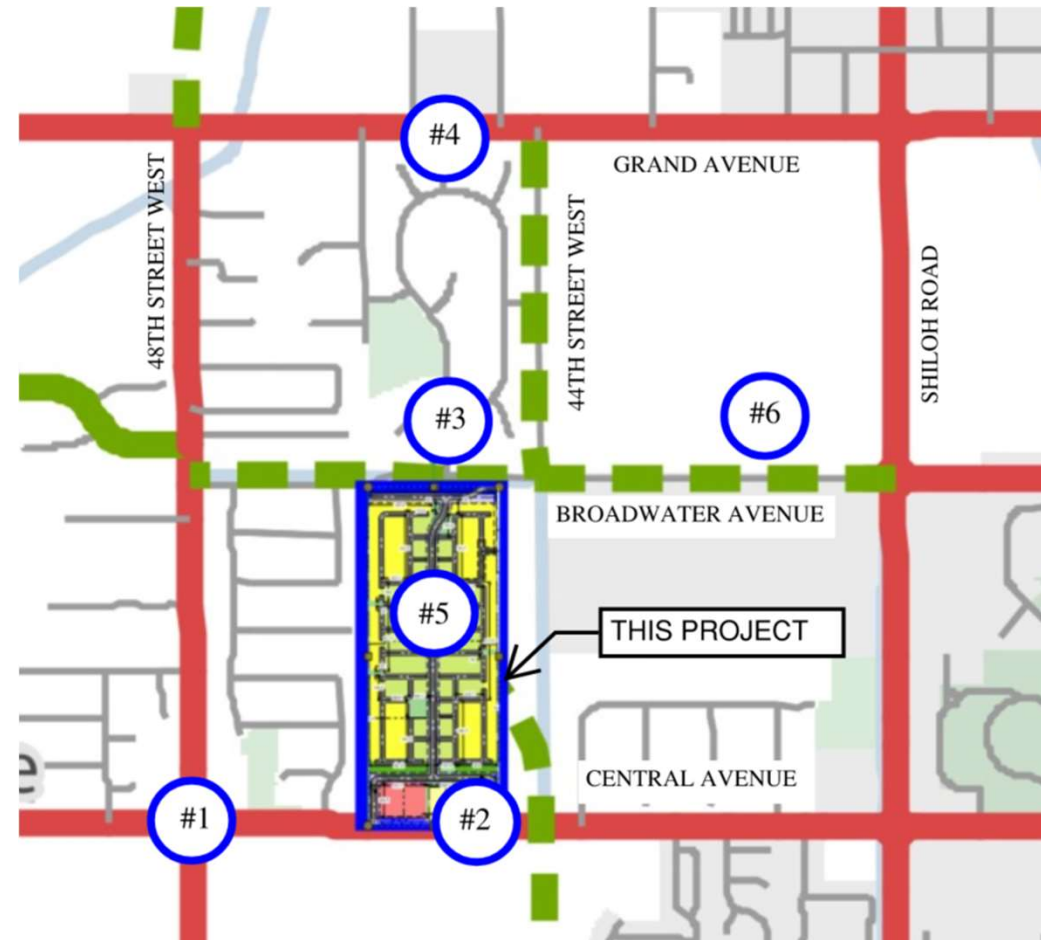 #4
GRAND AVENUE
48TH STREET WEST
44TH STREET WEST
SHILOH ROAD
#3
#6
BROADWATER AVENUE
#5
THIS PROJECT
CENTRAL AVENUE
#1
#2
e